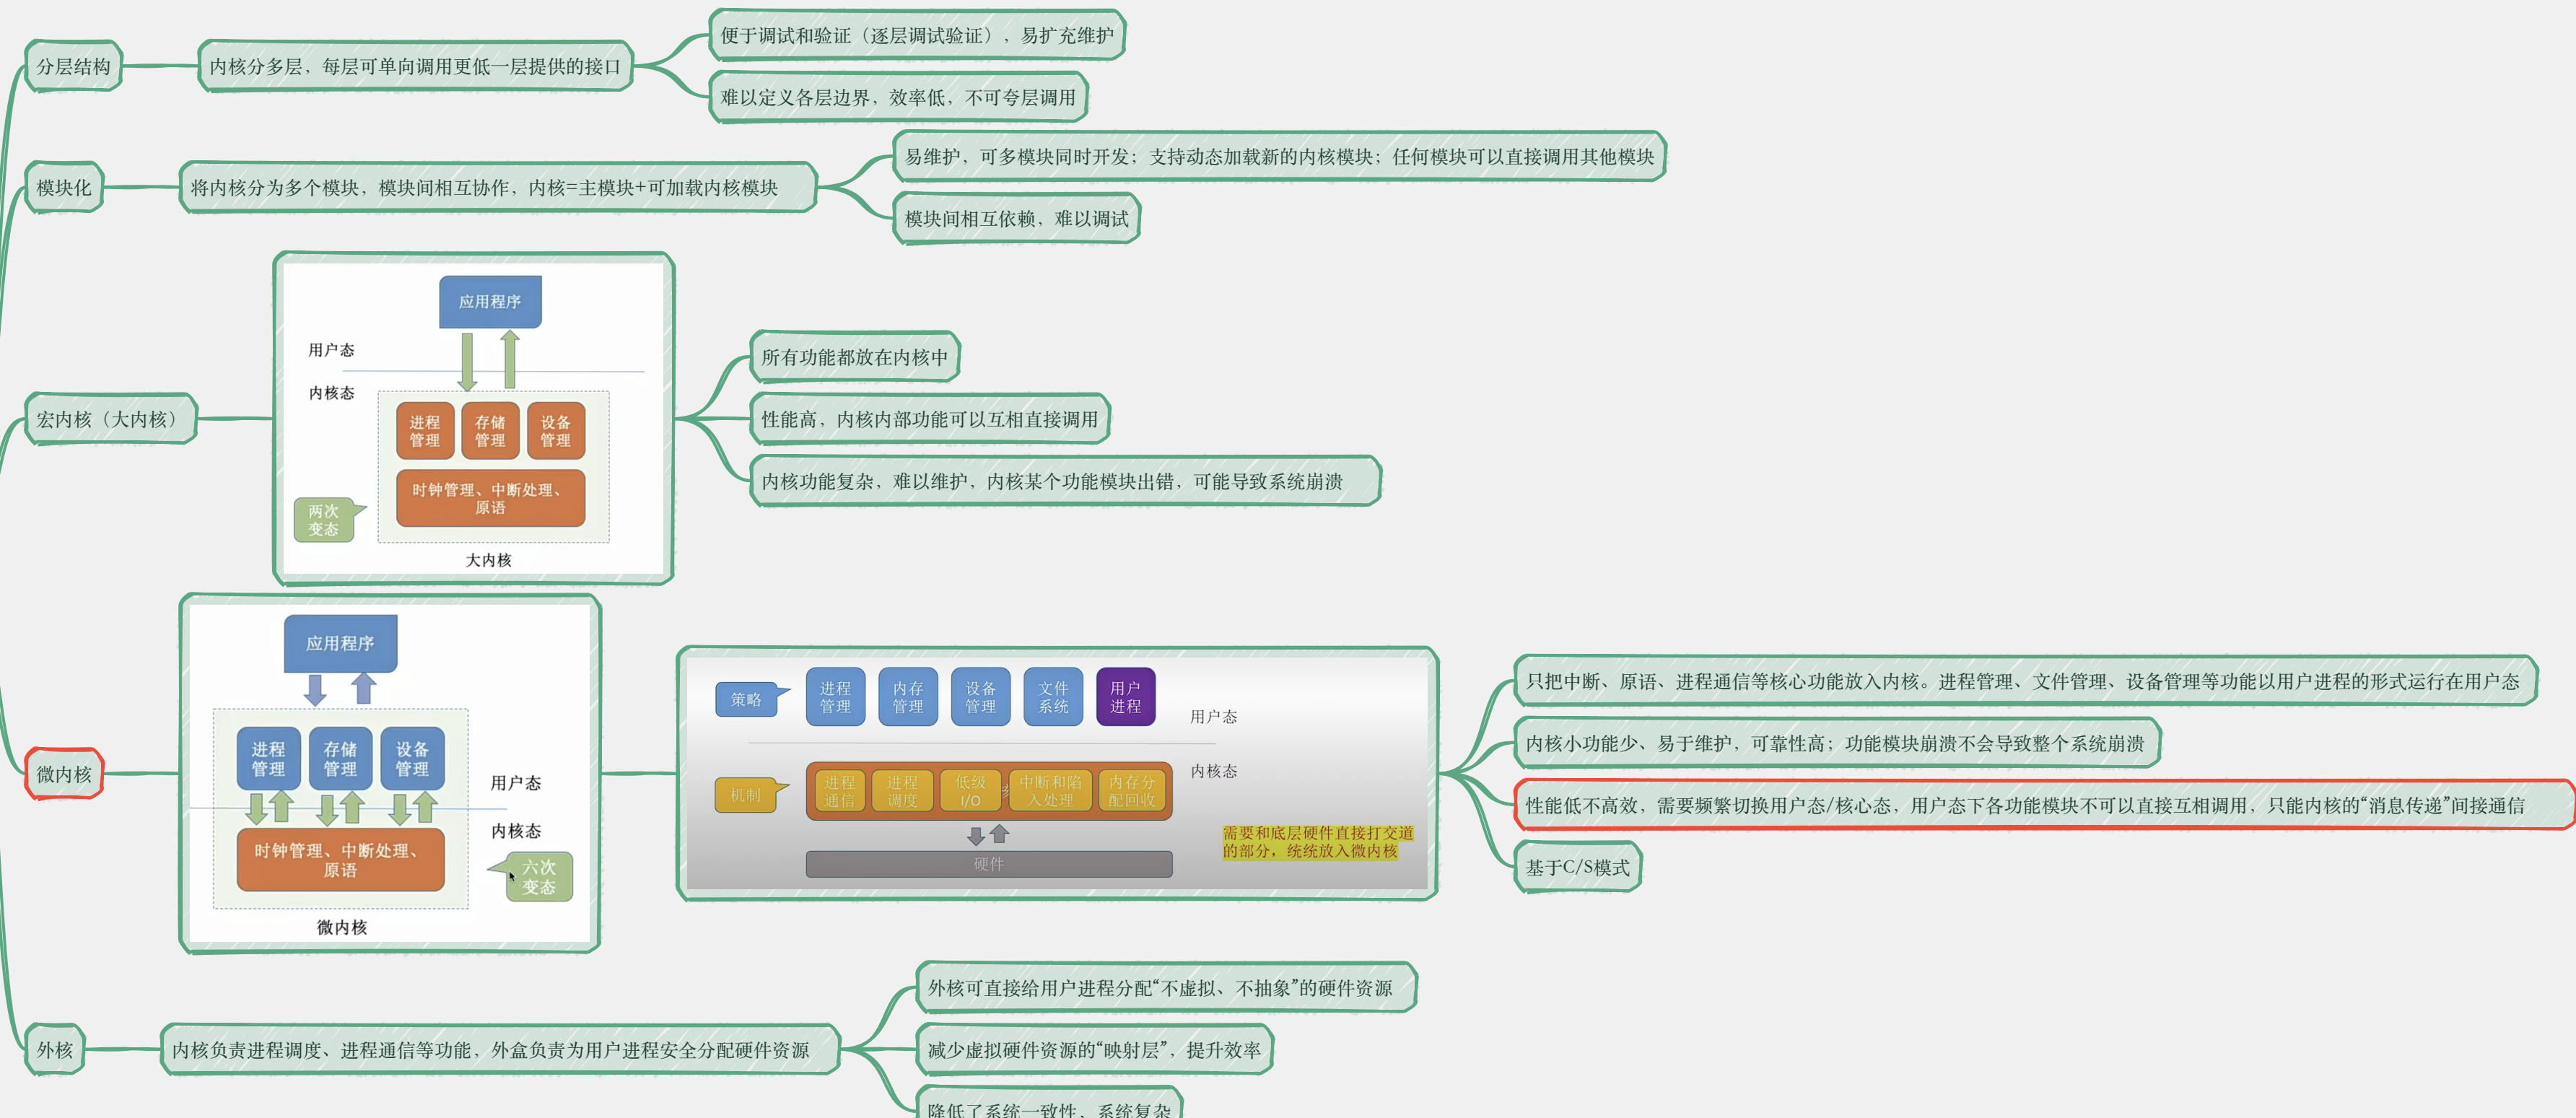 分层结构
内核分多层，每层可单向调用更低一层提供的接口
便于调试和验证（逐层调试验证），易扩充维护
难以定义各层边界，效率低，不可夸层调用
模块化
将内核分为多个模块，模块间相互协作，内核=主模块+可加载内核模块
易维护，可多模块同时开发；支持动态加载新的内核模块；任何模块可以直接调用其他模块
模块间相互依赖，难以调试
宏内核（大内核）
应用程序
用户态
内核态
进程
管理
存储
管理
设备
管理
时钟管理、中断处理、
原语
两次
变态
大内核
所有功能都放在内核中
性能高，内核内部功能可以互相直接调用
内核功能复杂，难以维护，内核某个功能模块出错，可能导致系统崩溃
微内核
应用程序
进程
管理
存储
管理
设备
管理
用户态
内核态
时钟管理、中断处理、
原语
六次
变态
微内核
策略
进程
管理
内存
管理
设备
管理
文件
系统
用户
进程
用户态
内核态
机制
进程
通信
进程
调度
低级
I/O
中断和陷
入处理
内存分
配回收
硬件
需要和底层硬件直接打交道
的部分，统统放入微内核
只把中断、原语、进程通信等核心功能放入内核。进程管理、文件管理、设备管理等功能以用户进程的形式运行在用户态
内核小功能少、易于维护，可靠性高；功能模块崩溃不会导致整个系统崩溃
性能低不高效，需要频繁切换用户态/核心态，用户态下各功能模块不可以直接互相调用，只能内核的“消息传递”间接通信
基于C/S模式
外核
内核负责进程调度、进程通信等功能，外盒负责为用户进程安全分配硬件资源
外核可直接给用户进程分配“不虚拟、不抽象”的硬件资源
减少虚拟硬件资源的“映射层”，提升效率
降低了系统一致性，系统复杂